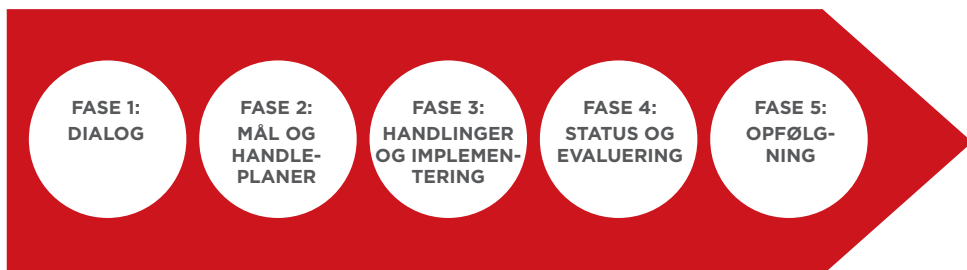 FASE 1:
DIALOG
FASE 2:
MÅL OG
HANDLE-
PLANER
FASE 3:
HANDLINGER
OG IMPLEMEN-
TERING
FASE 4:
STATUS OG
EVALUERING
FASE 5:
OPFØLG-
NING